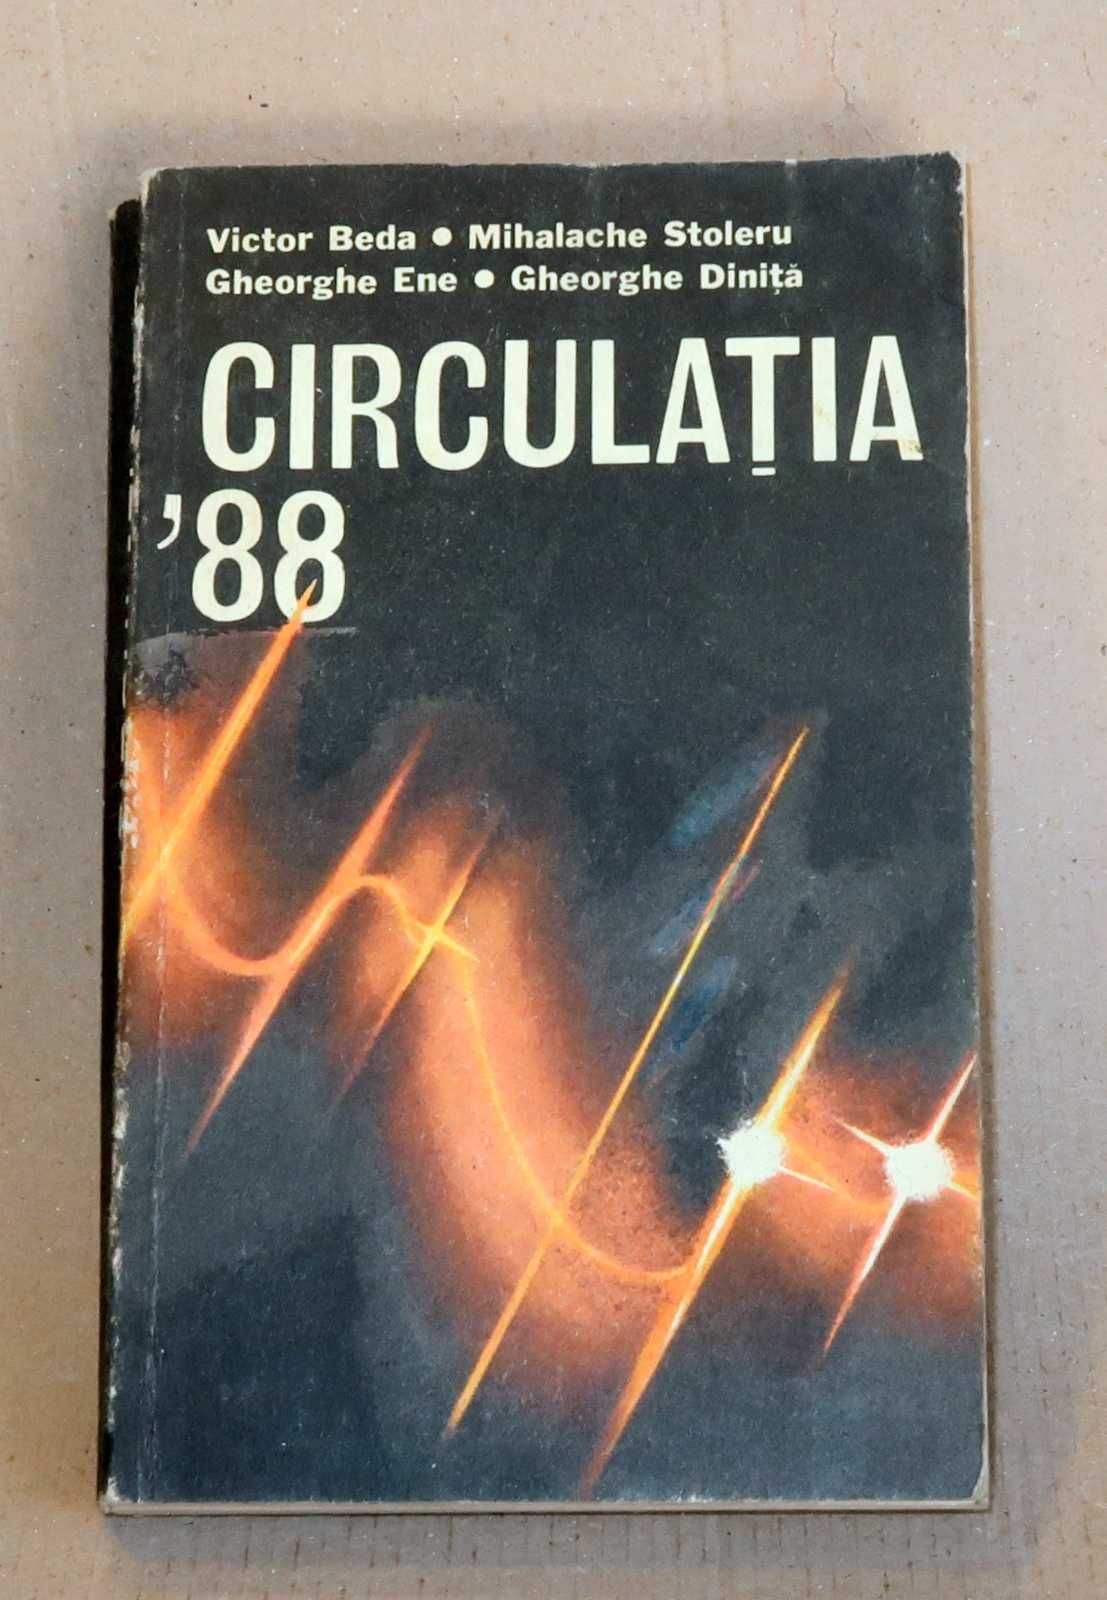 Victor Beda • Mihalache Stoleru
Gheorghe Ene • Gheorghe Diniță
CIRCULAȚIA
'88